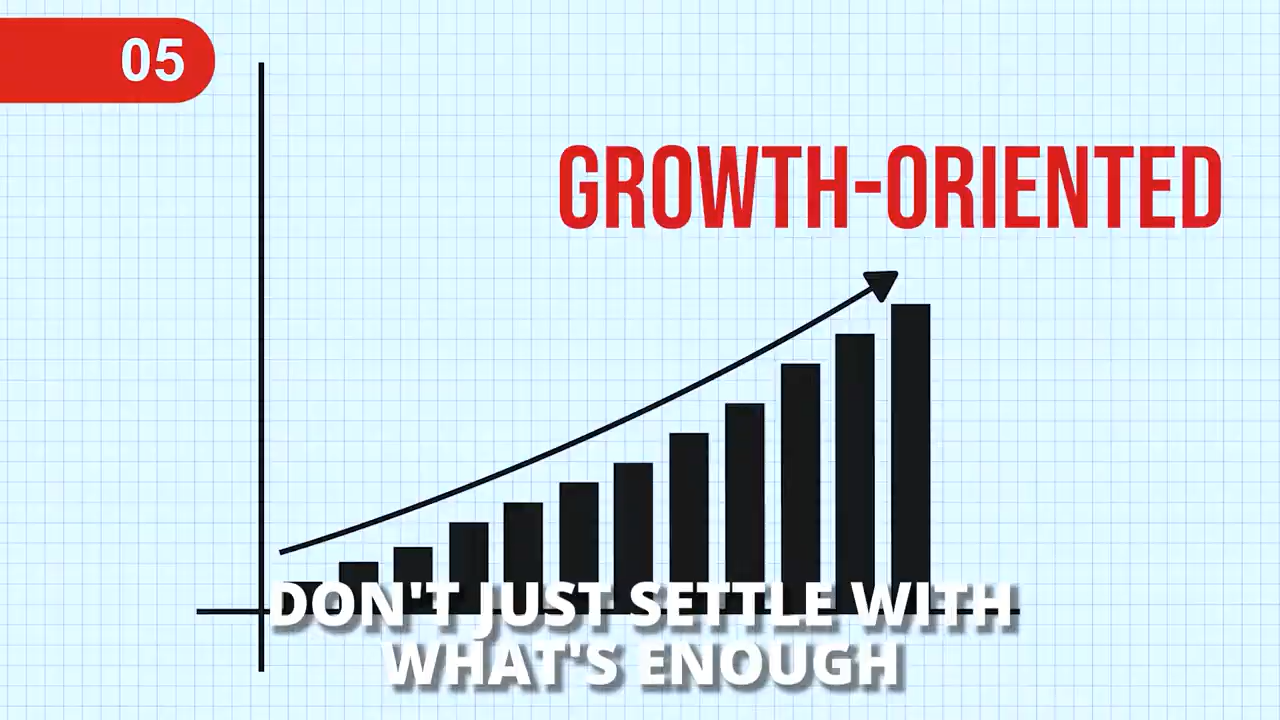 05
GROWTH-ORIENTED
DON'T JUST SETTLE WITH
WHAT'S ENOUGH